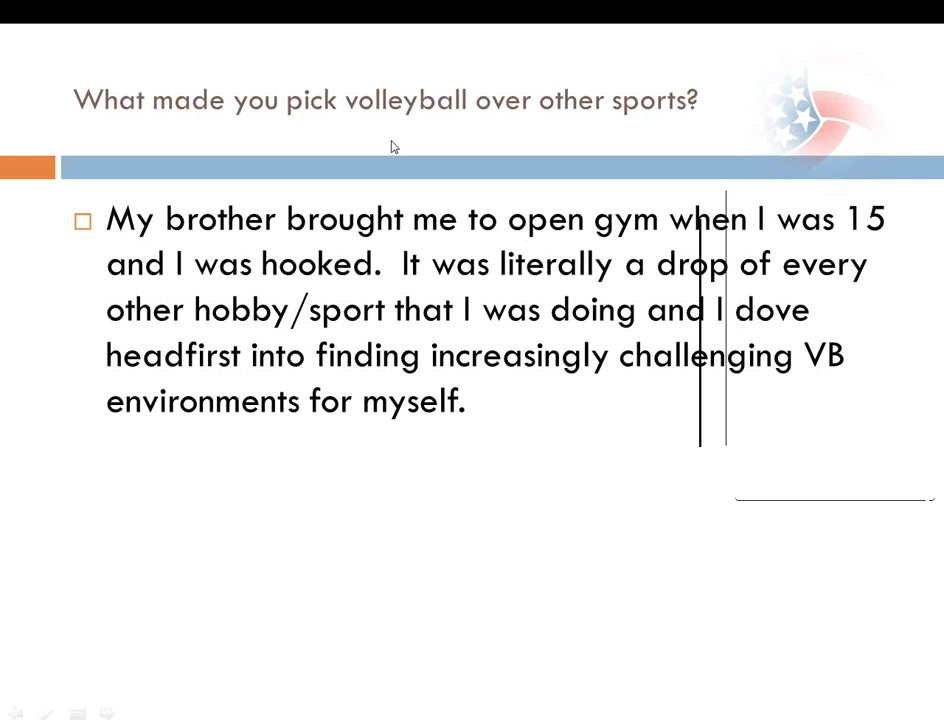 What made you pick volleyball over other sports?
My brother brought me to open gym when I was 15
and I was hooked.  It was literally a drop of every
other hobby/sport that I was doing and I dove
headfirst into finding increasingly challenging VB
environments for myself.